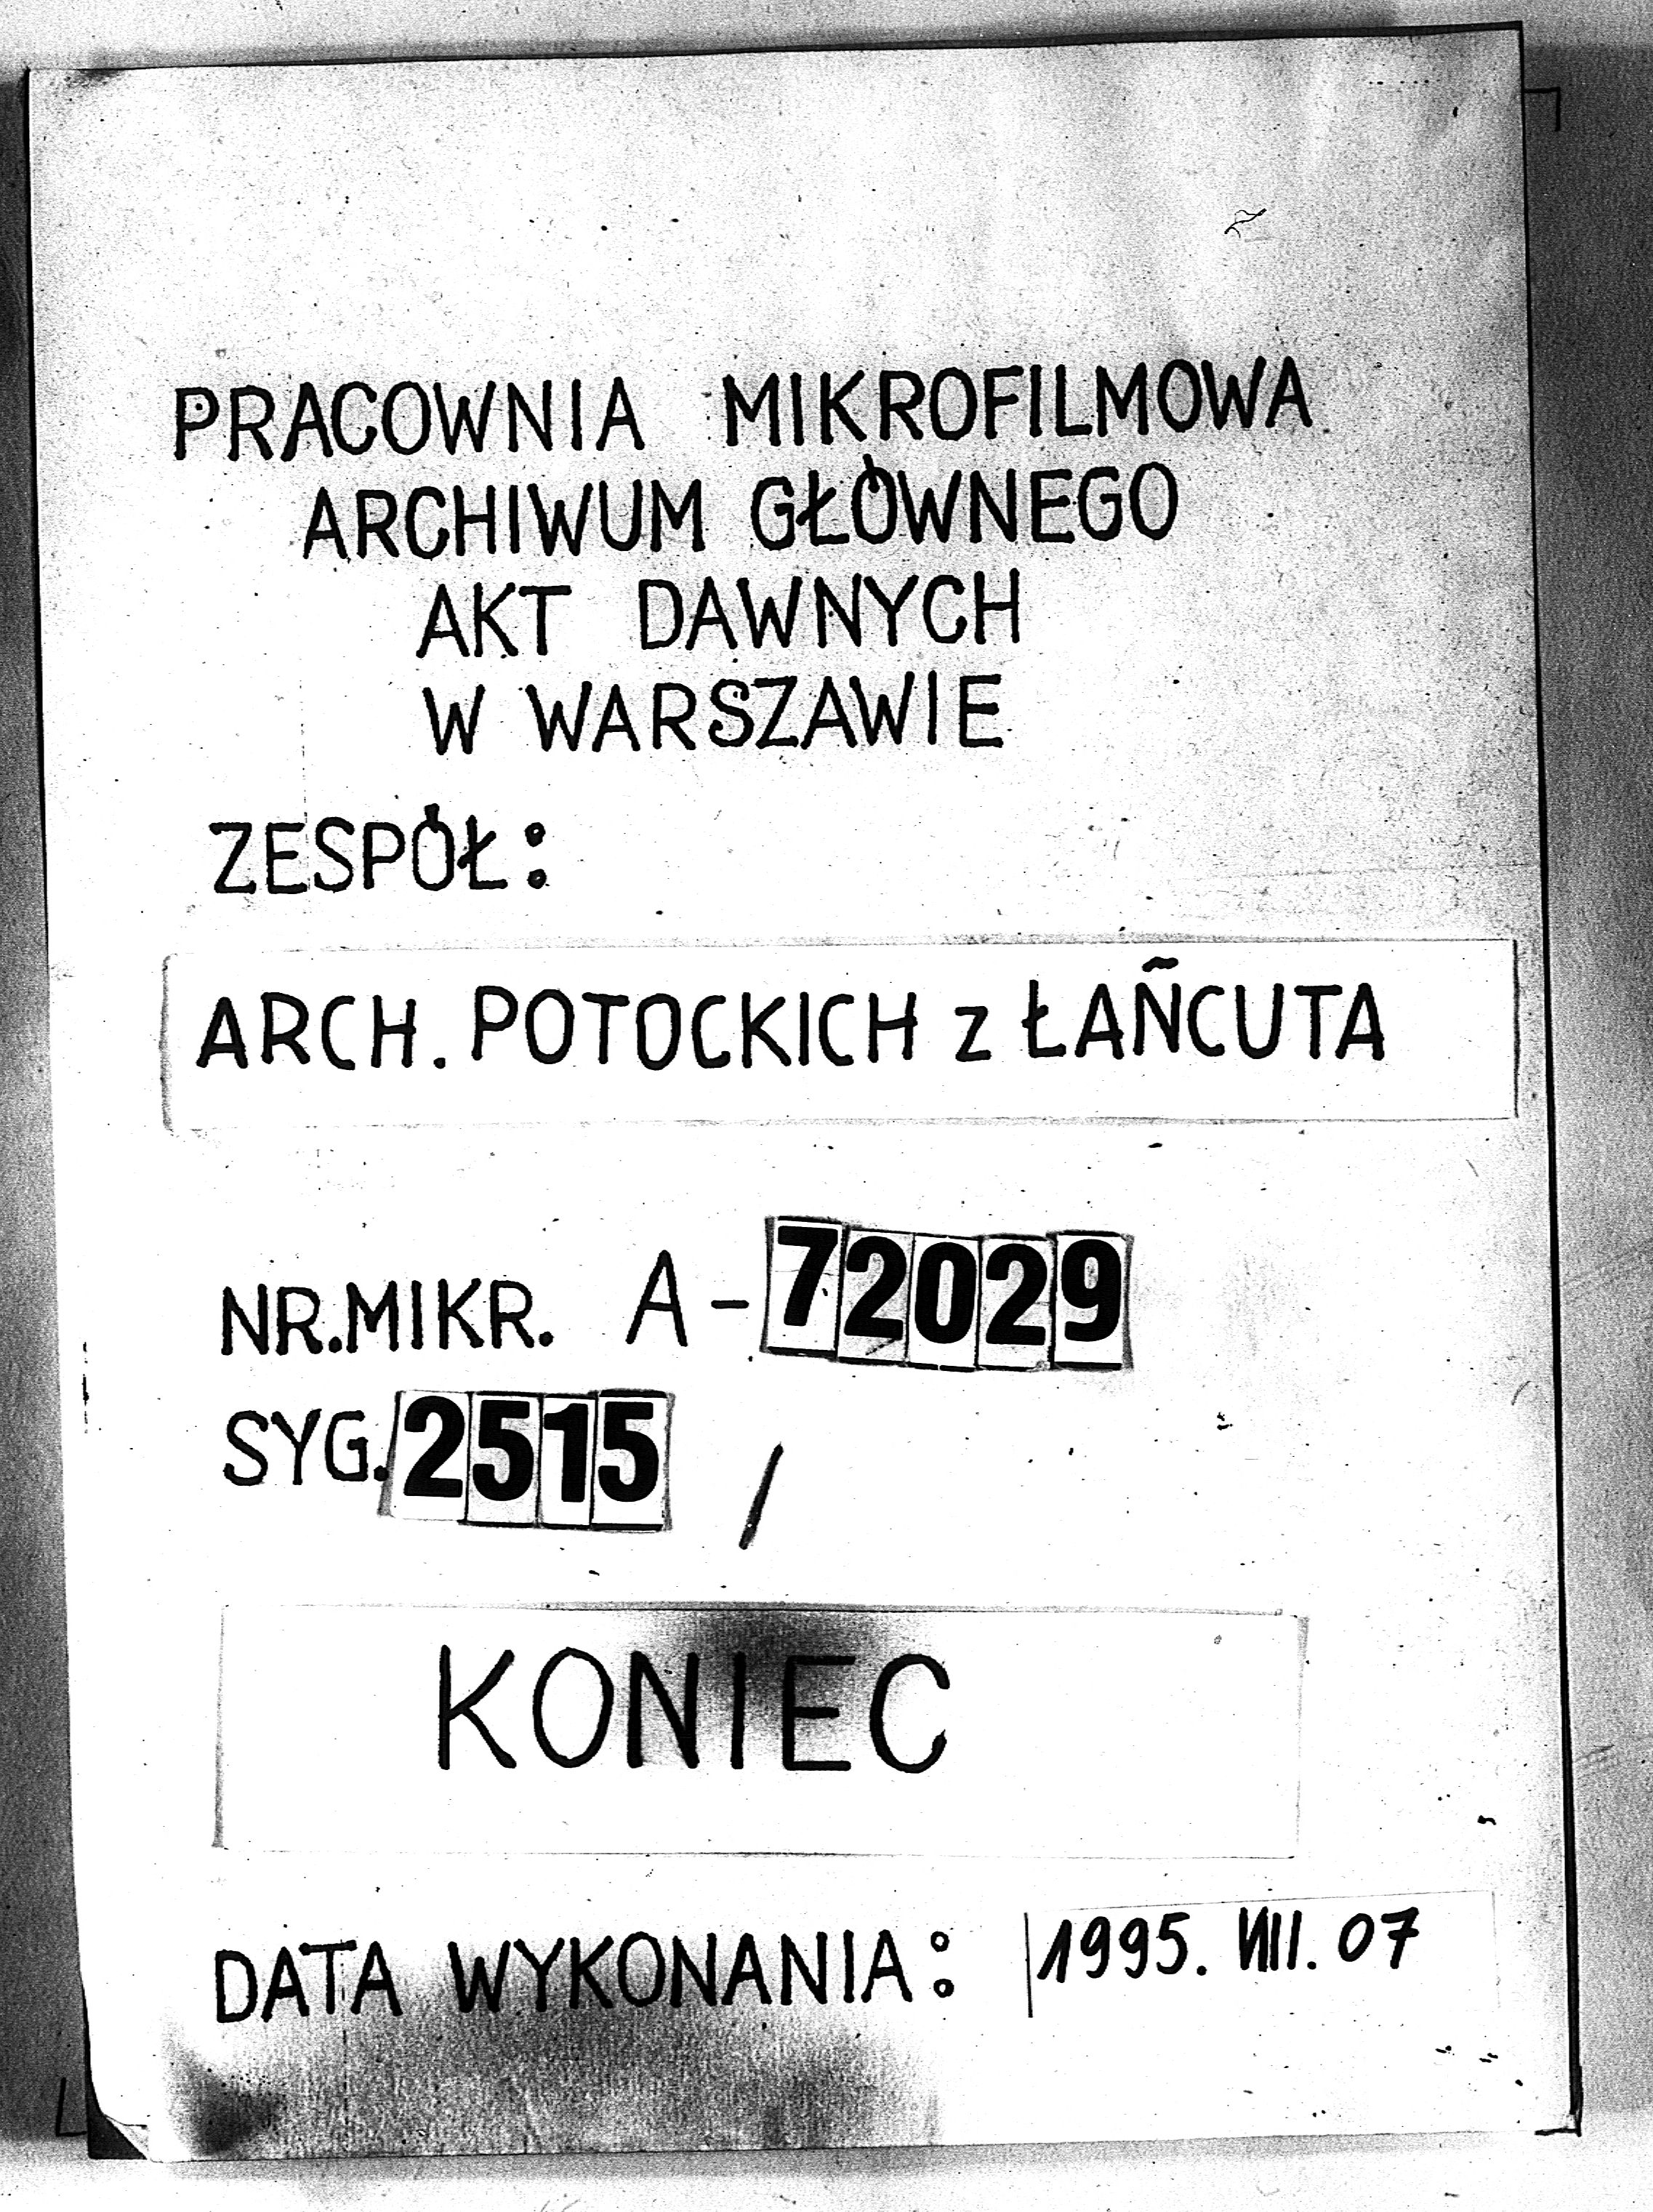 PRACOWNIA MIKROFILMOWA
ARCHIWUM GŁÓWNEGO
AKT DAWNYCH
W WARSZAWIE
ZESPÓŁ:
ARCH. POTOCKICH z ŁAŃCUTA
NR.MIKR. A-72029
SYG. 2515 /
KONIEC
DATA WYKONANIA: 1995. VIII. 07